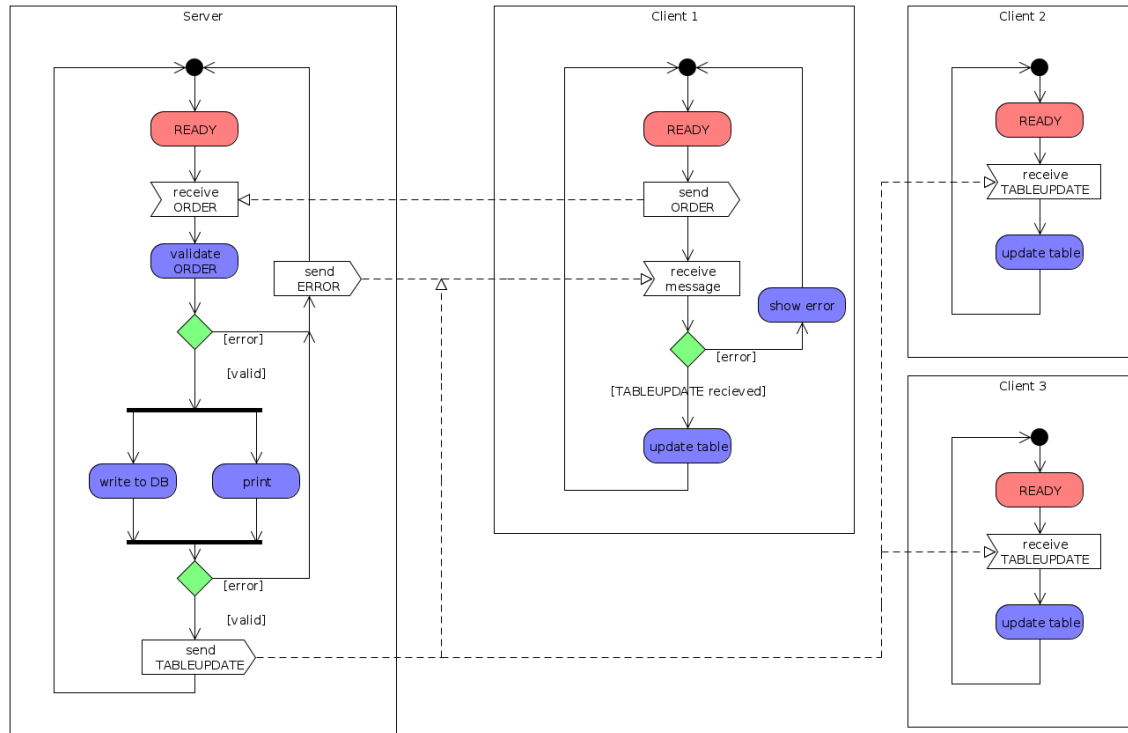 Server
READY
receive
ORDER
validate
ORDER
send
ERROR
[error]
[valid]
write to DB
print
[error]
[valid]
send
TABLEUPDATE
Client 1
READY
send
ORDER
receive
message
show error
[error]
[TABLEUPDATE recieved]
update table
Client 2
READY
receive
TABLEUPDATE
update table
Client 3
READY
receive
TABLEUPDATE
update table